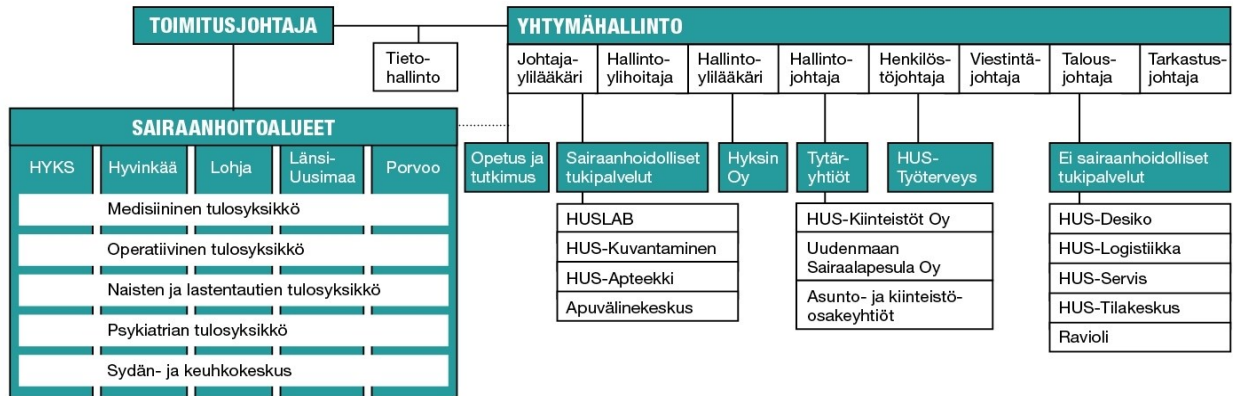 TOIMITUSJOHTAJA
YHTYMÄHALLINTO
Tieto-
hallinto
Johtaja-
ylilääkäri
Hallinto-
ylihoitaja
Hallinto-
ylilääkäri
Hallinto-
johtaja
Henkilös-
töjohtaja
Viestintä-
johtaja
Talous-
johtaja
Tarkastus-
johtaja
SAIRAANHOITOALUEET
HYKS
Hyvinkää
Lohja
Länsi-
Uusimaa
Porvoo
Medisiininen tulosyksikkö
Operatiivinen tulosyksikkö
Naisten ja lastentautien tulosyksikkö
Psykiatrian tulosyksikkö
Sydän- ja keuhkokeskus
Opetus ja
tutkimus
Sairaanhoidolliset
tukipalvelut
HUSLAB
HUS-Kuvantaminen
HUS-Apteekki
Apuvälinekeskus
Hyksin
Oy
Tytär-
yhtiöt
HUS-Kiinteistöt Oy
Uudenmaan
Sairaalapesula Oy
Asunto- ja kiinteistö-
osakeyhtiöt
HUS-
Työterveys
Ei sairaanhoidolliset
tukipalvelut
HUS-Desiko
HUS-Logistiikka
HUS-Servis
HUS-Tilakeskus
Ravioli